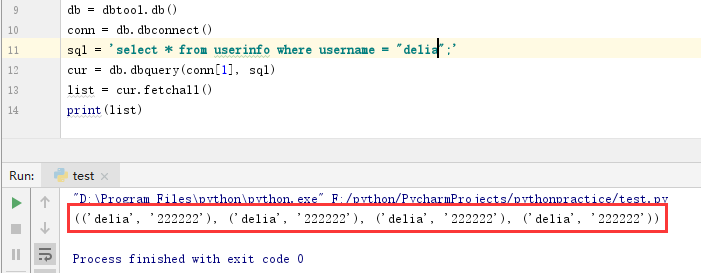 9 db = dbtool.db()
10 conn = db.dbconnect()
11 sql = 'select * from userinfo where username = "delia";'
12 cur = db.dbquery(conn[1], sql)
13 list = cur.fetchall()
14 print(list)
Run: test
"D:\Program Files\python\python.exe" F:/python/PycharmProjects/pythonpractice/test.py
(('delia', '222222'), ('delia', '222222'), ('delia', '222222'), ('delia', '222222'))
Process finished with exit code 0